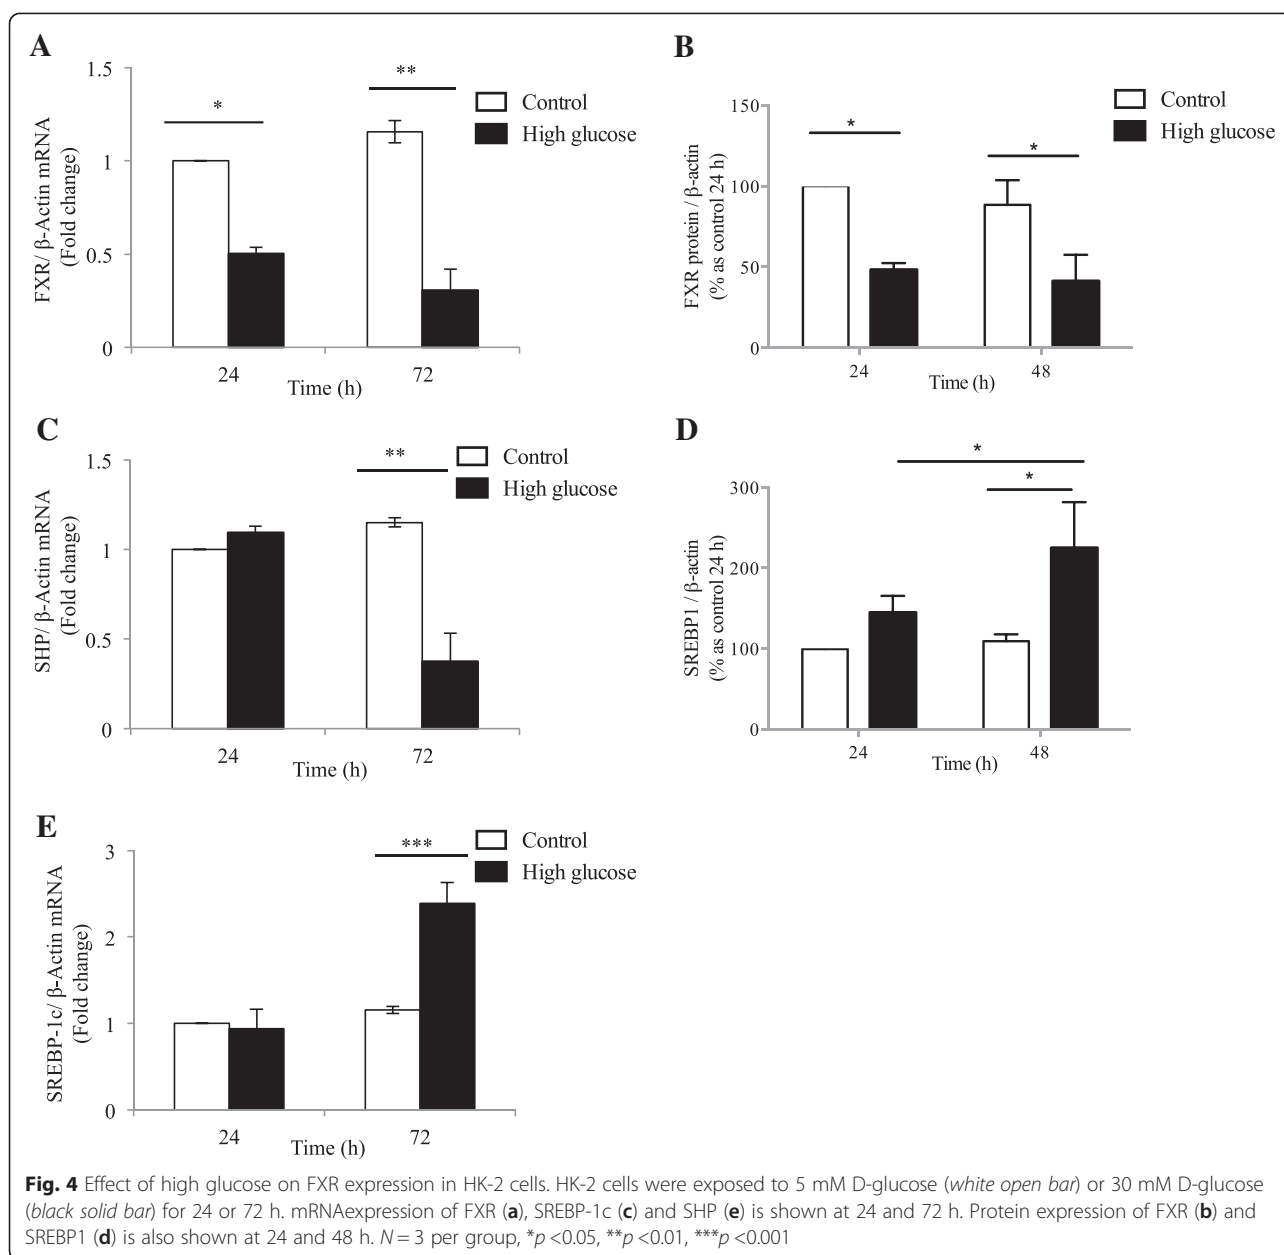 A
1.5
1
0.5
0
FXR/ β-Actin mRNA
(Fold change)
*
**
Control
High glucose
24
72
Time (h)
B
150
100
50
0
FXR protein / β-actin
(% as control 24 h)
*
*
Control
High glucose
24
48
Time (h)
C
1.5
1
0.5
0
SHP/ β-Actin mRNA
(Fold change)
**
Control
High glucose
24
72
Time (h)
D
300
200
100
0
SREBP1 / β-actin
(% as control 24 h)
*
*
24
48
Time (h)
E
3
2
1
0
SREBP-1c/ β-Actin mRNA
(Fold change)
***
Control
High glucose
24
72
Time (h)
Fig. 4 Effect of high glucose on FXR expression in HK-2 cells. HK-2 cells were exposed to 5 mM D-glucose (white open bar) or 30 mM D-glucose
(black solid bar) for 24 or 72 h. mRNAexpression of FXR (a), SREBP-1c (c) and SHP (e) is shown at 24 and 72 h. Protein expression of FXR (b) and
SREBP1 (d) is also shown at 24 and 48 h. N = 3 per group, *p <0.05, **p <0.01, ***p <0.001